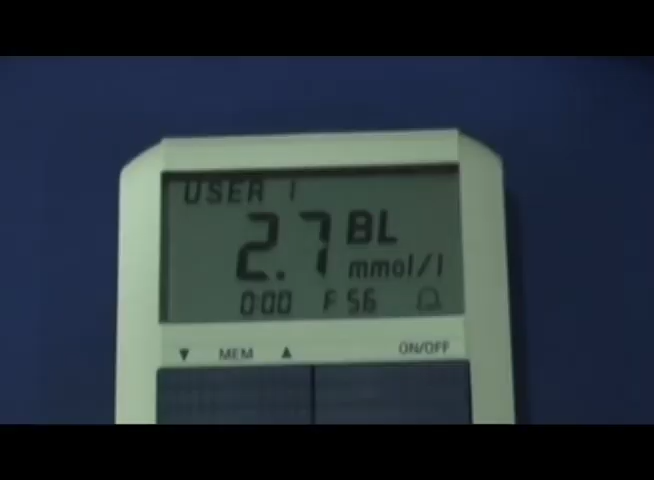 USER 1
2.7 BL
mmol/l
0:00 F 56
▼ MEM ▲ ON/OFF